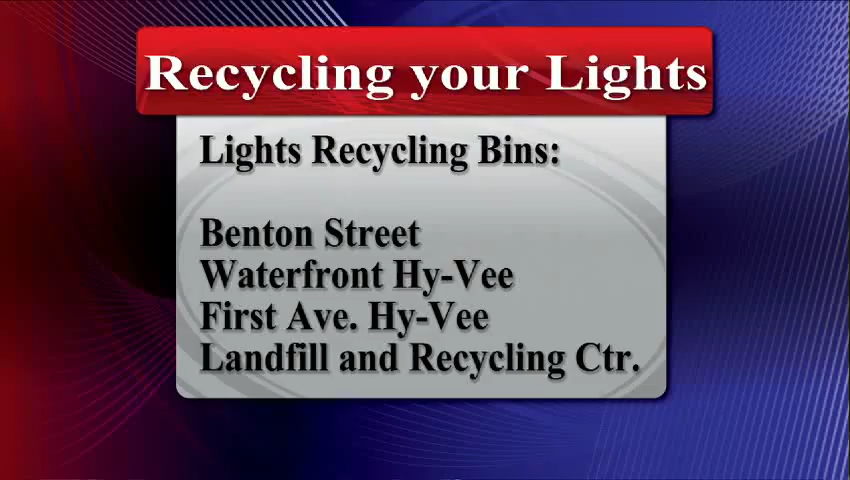 Recycling your Lights
Lights Recycling Bins:
Benton Street
Waterfront Hy-Vee
First Ave. Hy-Vee
Landfill and Recycling Ctr.